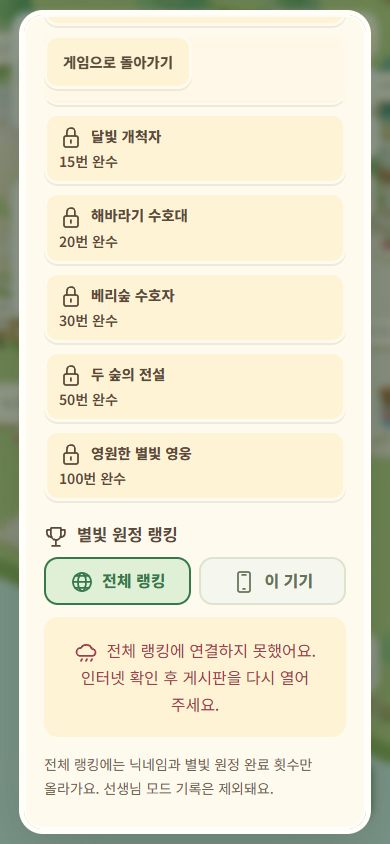 게임으로 돌아가기
달빛 개척자
15번 완수
해바라기 수호대
20번 완수
베리숲 수호자
30번 완수
두 숲의 전설
50번 완수
영원한 별빛 영웅
100번 완수
별빛 원정 랭킹
전체 랭킹
이 기기
전체 랭킹에 연결하지 못했어요.
인터넷 확인 후 게시판을 다시 열어
주세요.
전체 랭킹에는 닉네임과 별빛 원정 완료 횟수만
올라가요. 선생님 모드 기록은 제외돼요.